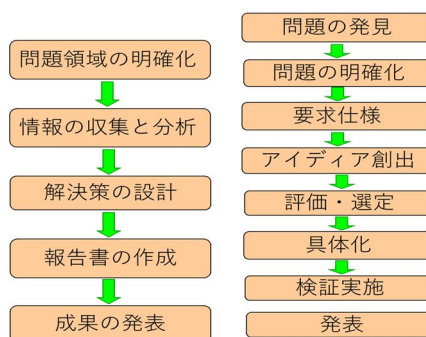 問題領域の明確化
情報の収集と分析
解決策の設計
報告書の作成
成果の発表
問題の発見
問題の明確化
要求仕様
アイディア創出
評価・選定
具体化
検証実施
発表